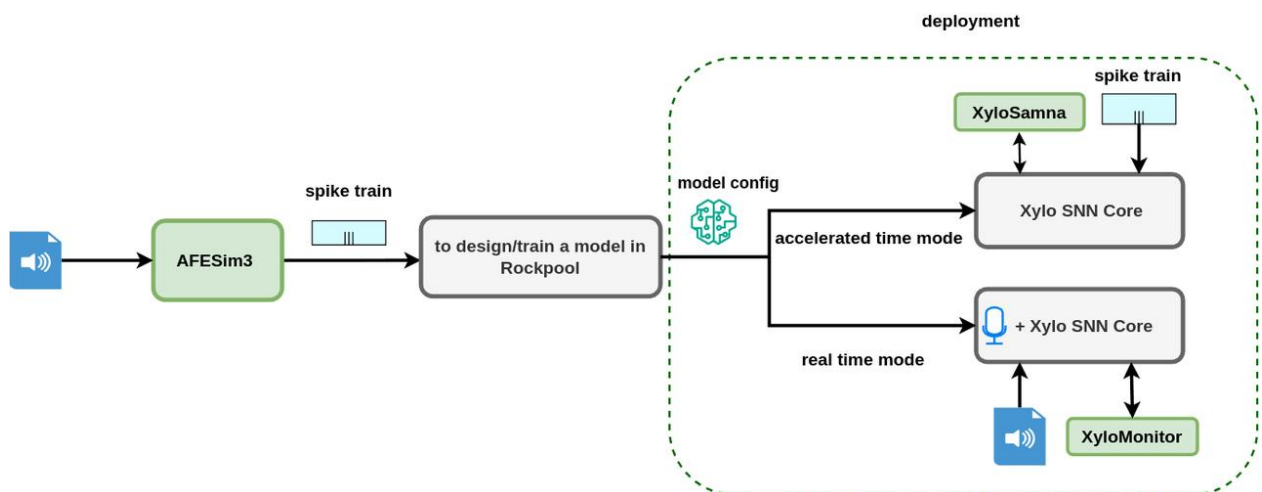 deployment
spike train
XyloSamna
model config
spike train
Xylo SNN Core
accelerated time mode
AFESim3
to design/train a model in
Rockpool
+ Xylo SNN Core
real time mode
XyloMonitor